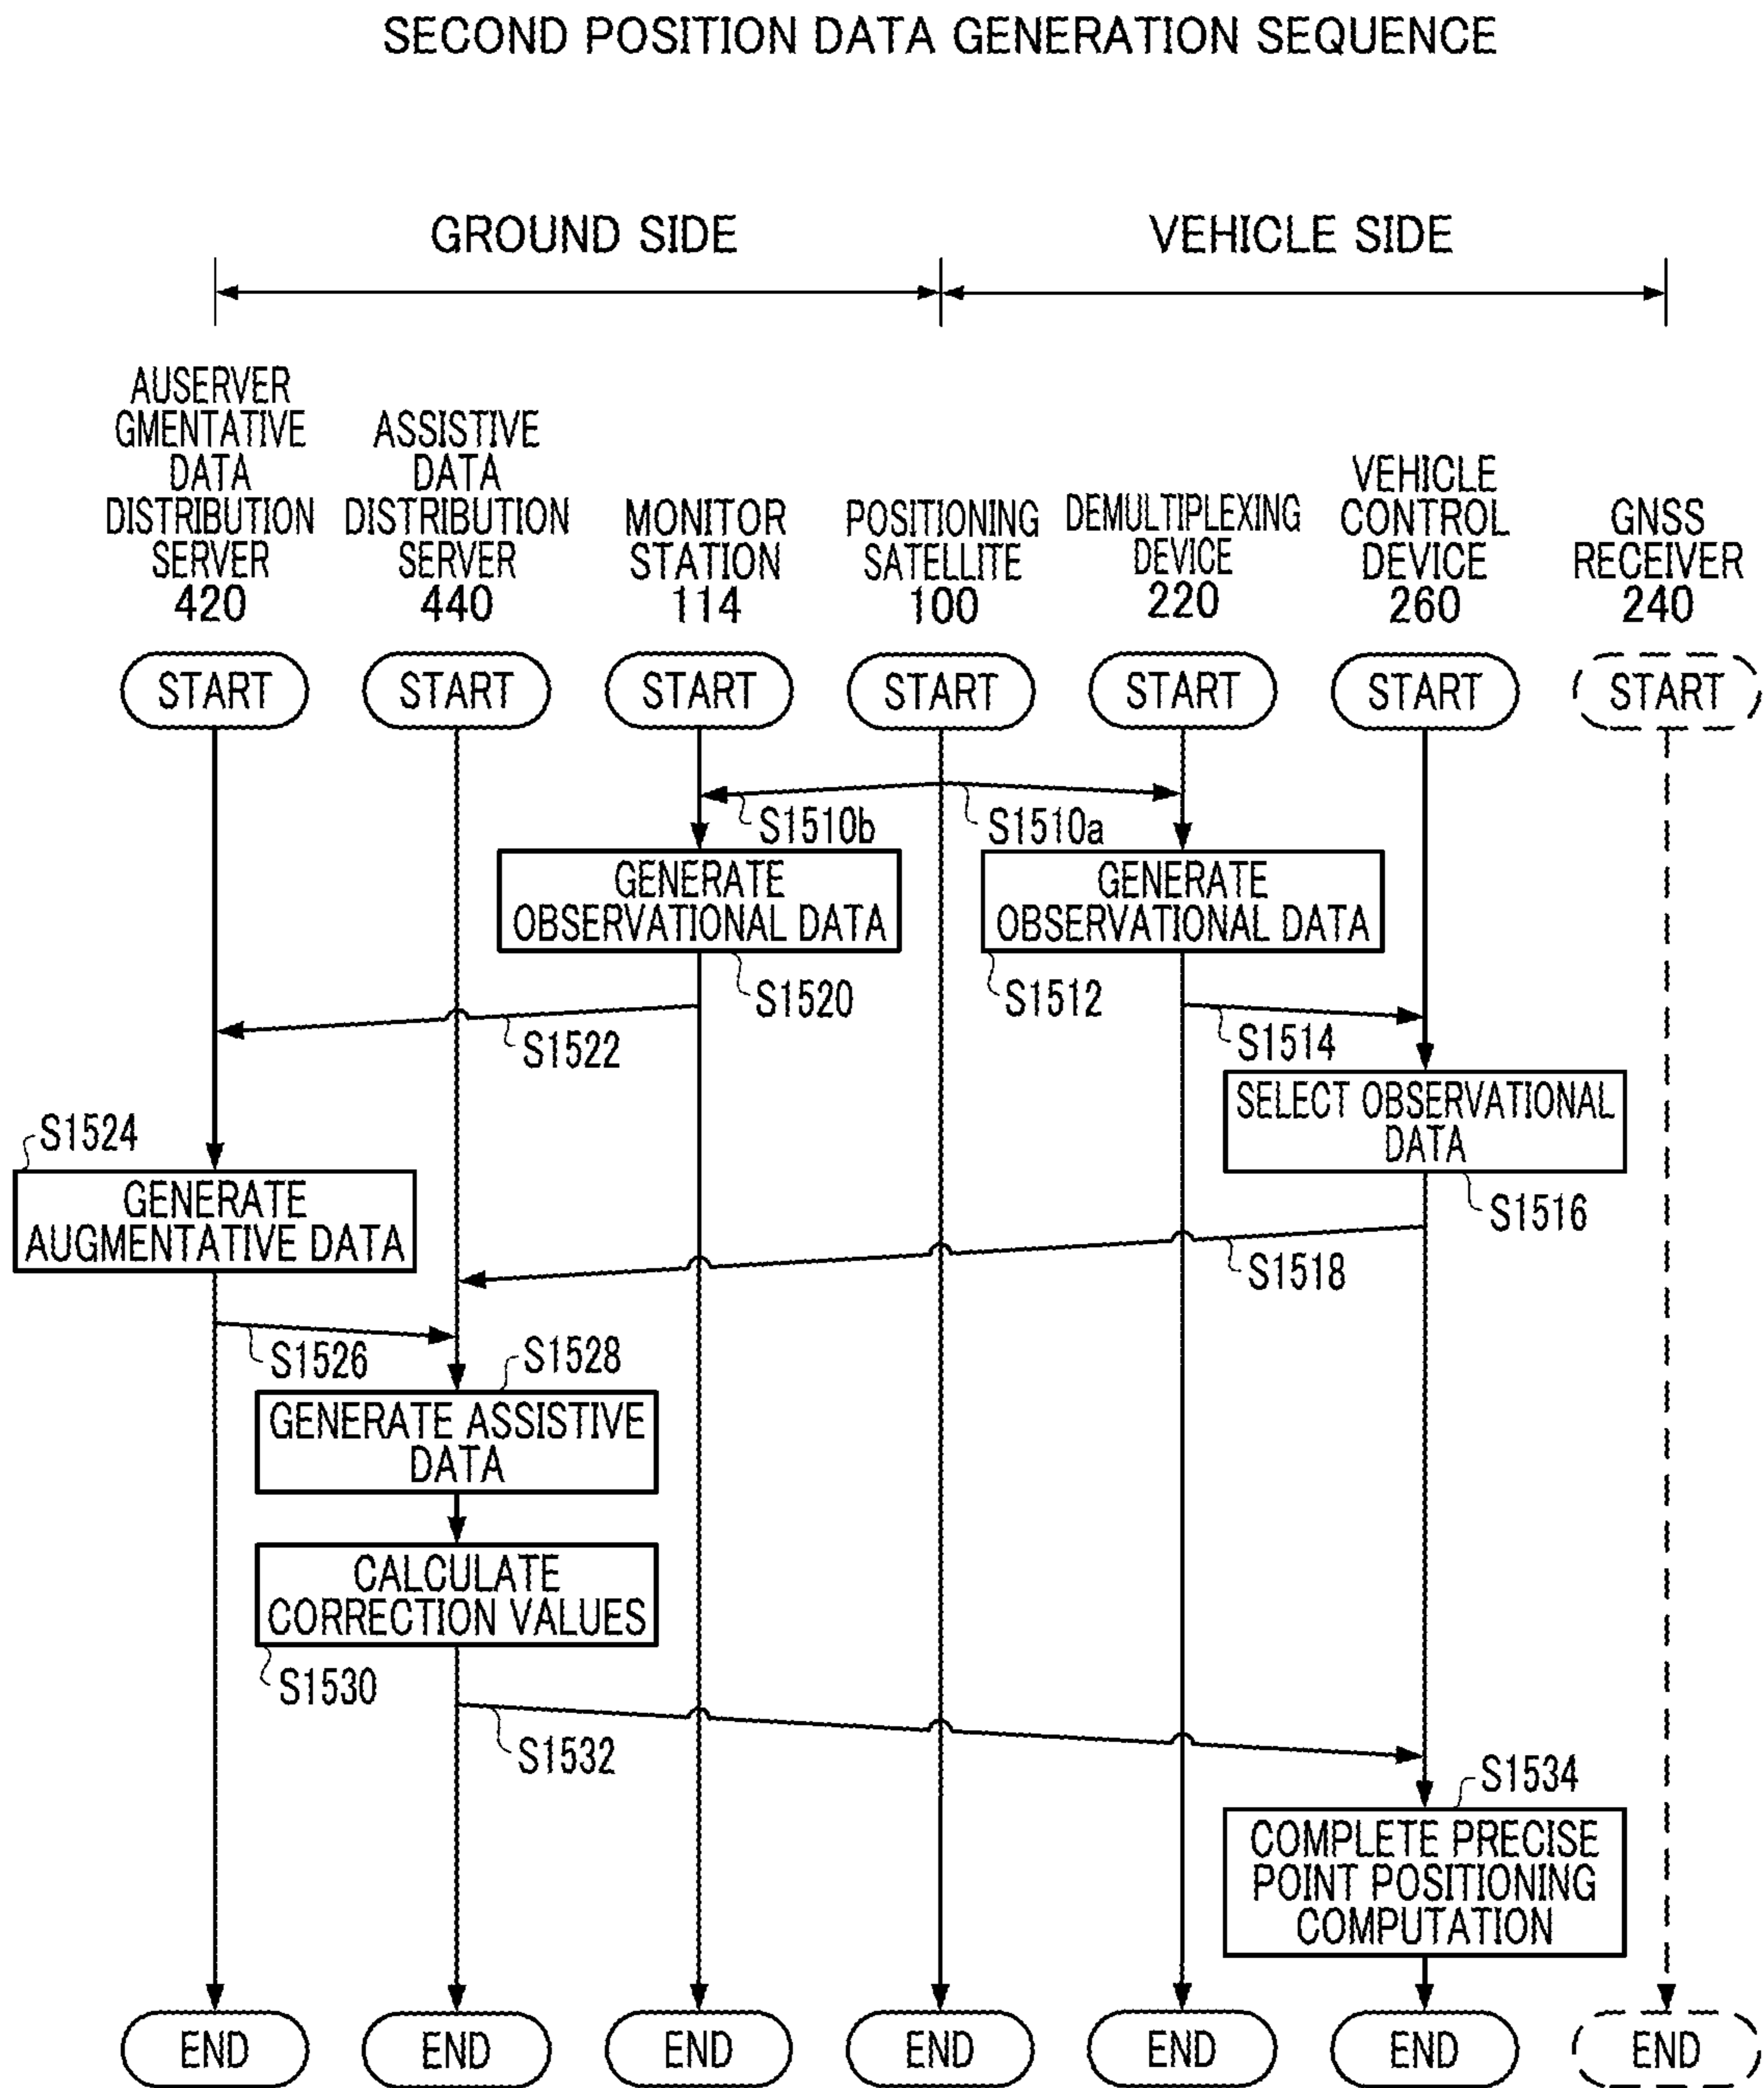 SECOND POSITION DATA GENERATION SEQUENCE
GROUND SIDE
VEHICLE SIDE
AUSERVER
GMENTATIVE
DATA
DISTRIBUTION
SERVER
420
ASSISTIVE
DATA
DISTRIBUTION
SERVER
440
MONITOR
STATION
114
POSITIONING
SATELLITE
100
DEMULTIPLEXING
DEVICE
220
VEHICLE
CONTROL
DEVICE
260
GNSS
RECEIVER
240
START
START
START
START
START
START
START
S1510b
S1510a
GENERATE
OBSERVATIONAL DATA
GENERATE
OBSERVATIONAL DATA
S1520
S1512
S1522
S1514
SELECT OBSERVATIONAL
DATA
S1524
S1516
GENERATE
AUGMENTATIVE DATA
S1518
S1526
S1528
GENERATE ASSISTIVE
DATA
CALCULATE
CORRECTION VALUES
S1530
S1532
S1534
COMPLETE PRECISE
POINT POSITIONING
COMPUTATION
END
END
END
END
END
END
END